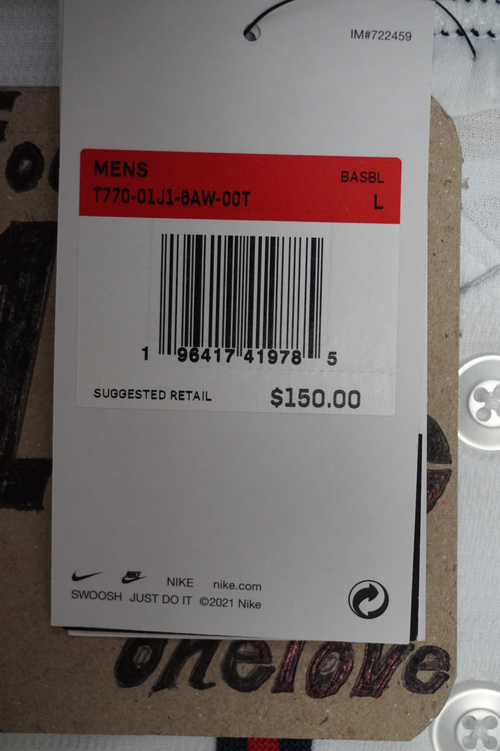 IM#722459
MENS
BASBL
T770-01J1-8AW-00T
L
1 96417 41978 5
SUGGESTED RETAIL $150.00
NIKE nike.com
SWOOSH JUST DO IT ©2021 Nike
onelove